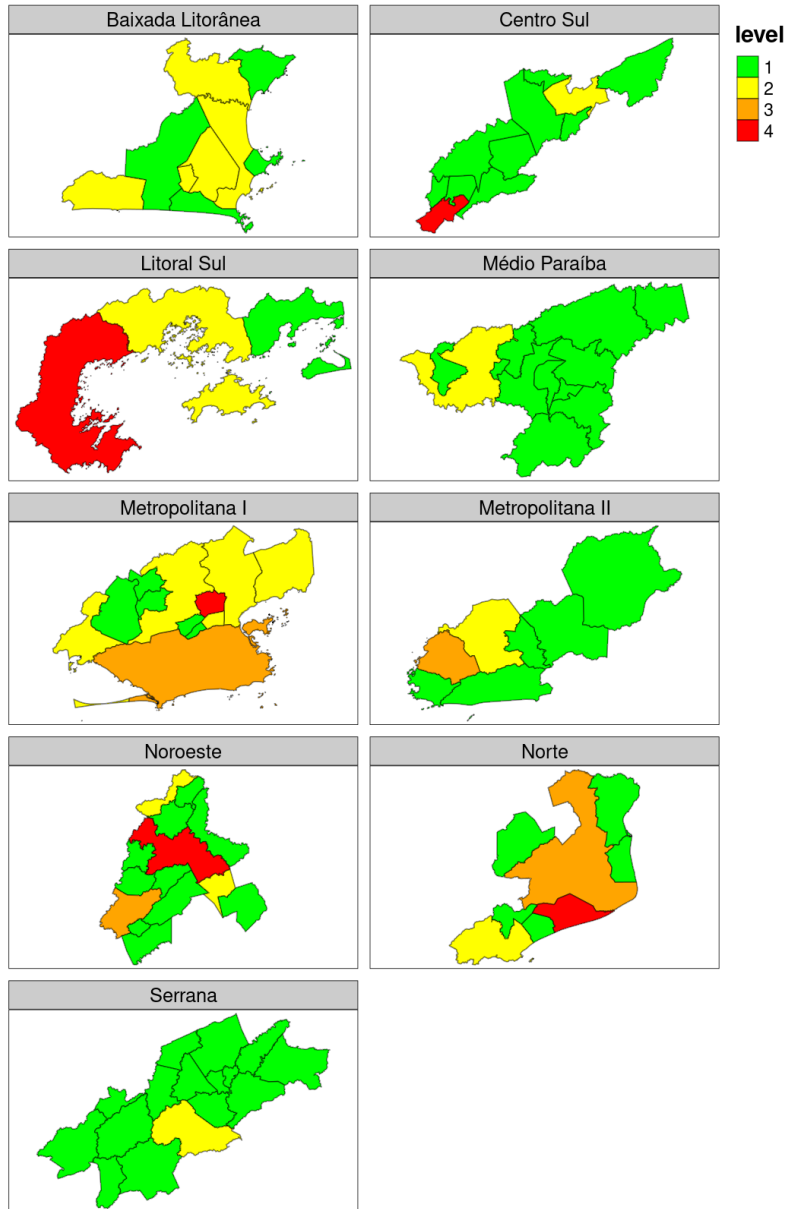 Baixada Litorânea
Centro Sul
level
1
2
3
4
Litoral Sul
Médio Paraíba
Metropolitana I
Metropolitana II
Noroeste
Norte
Serrana